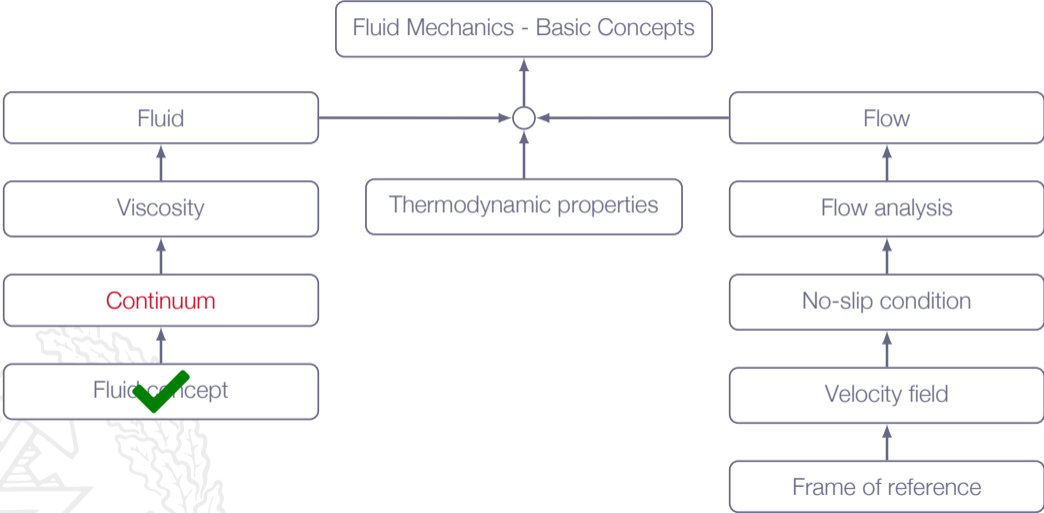 Fluid Mechanics - Basic Concepts
Fluid
Flow
Viscosity
Thermodynamic properties
Flow analysis
Continuum
No-slip condition
Fluid concept
Velocity field
Frame of reference